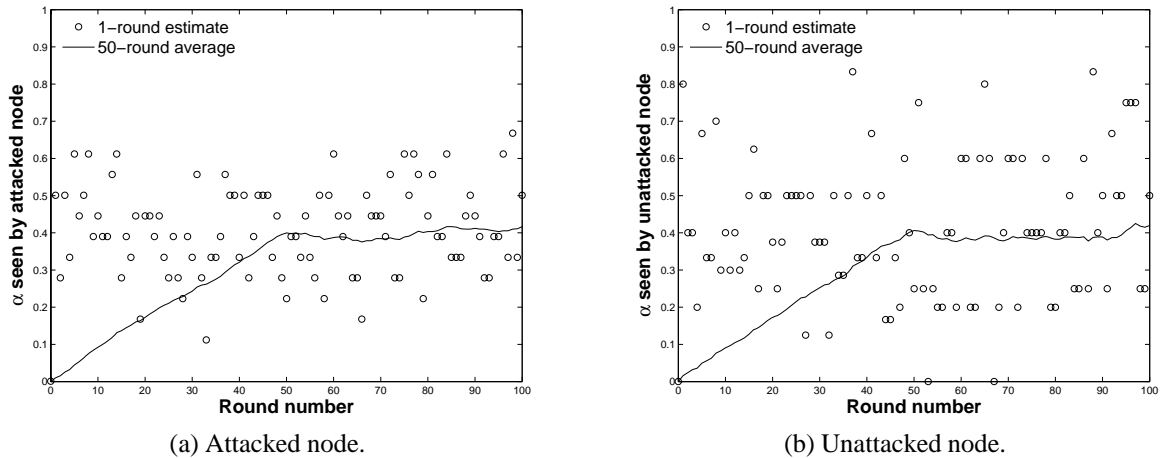 1
0.9
0.8
0.7
0.6
0.5
0.4
0.3
0.2
0.1
0
α seen by attacked node
1−round estimate
50−round average
0 10 20 30 40 50 60 70 80 90 100
Round number
(a) Attacked node.
1
0.9
0.8
0.7
0.6
0.5
0.4
0.3
0.2
0.1
0
α seen by unattacked node
1−round estimate
50−round average
0 10 20 30 40 50 60 70 80 90 100
Round number
(b) Unattacked node.